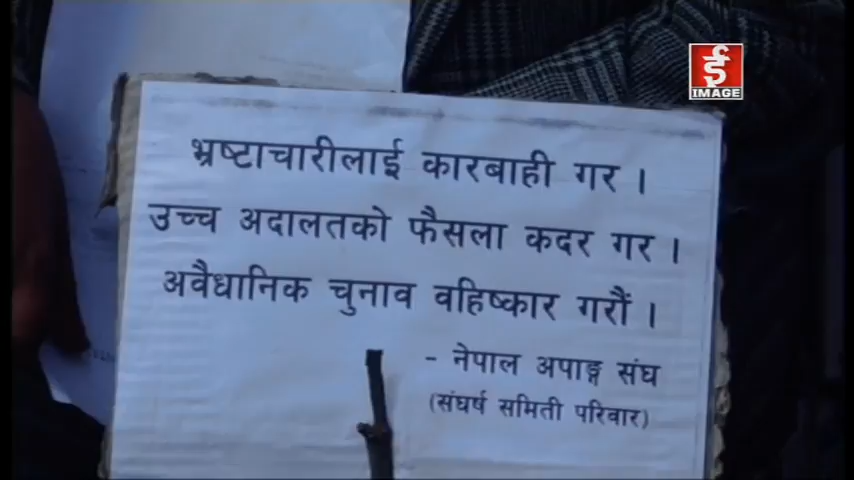 ई
IMAGE
भ्रष्टाचारीलाई कारबाही गर ।
उच्च अदालतको फैसला कदर गर ।
अवैधानिक चुनाव वहिष्कार गरौं ।
- नेपाल अपाङ्ग संघ
(संघर्ष समिती परिवार)